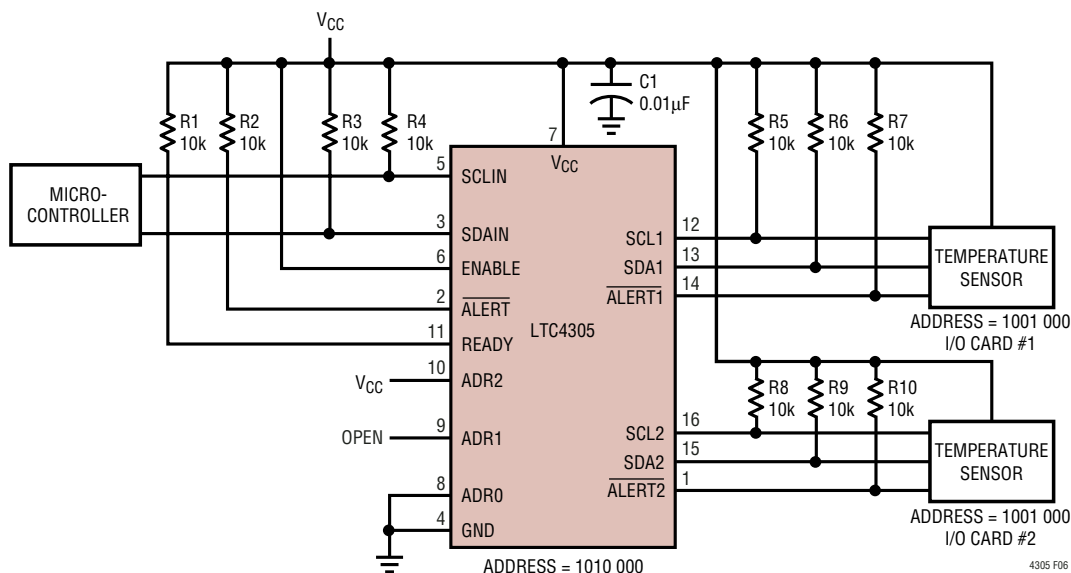 VCC
R1
10k
R2
10k
R3
10k
R4
10k
C1
0.01µF
R5
10k
R6
10k
R7
10k
MICRO-
CONTROLLER
7
VCC
5
SCLIN
3
SDAIN
6
ENABLE
2
ALERT
11
READY
10
VCC
ADR2
9
OPEN
ADR1
8
ADR0
4
GND
LTC4305
12
SCL1
13
SDA1
14
ALERT1
TEMPERATURE
SENSOR
ADDRESS = 1001 000
I/O CARD #1
R8
10k
R9
10k
R10
10k
16
SCL2
15
SDA2
1
ALERT2
TEMPERATURE
SENSOR
ADDRESS = 1001 000
I/O CARD #2
ADDRESS = 1010 000
4305 F06